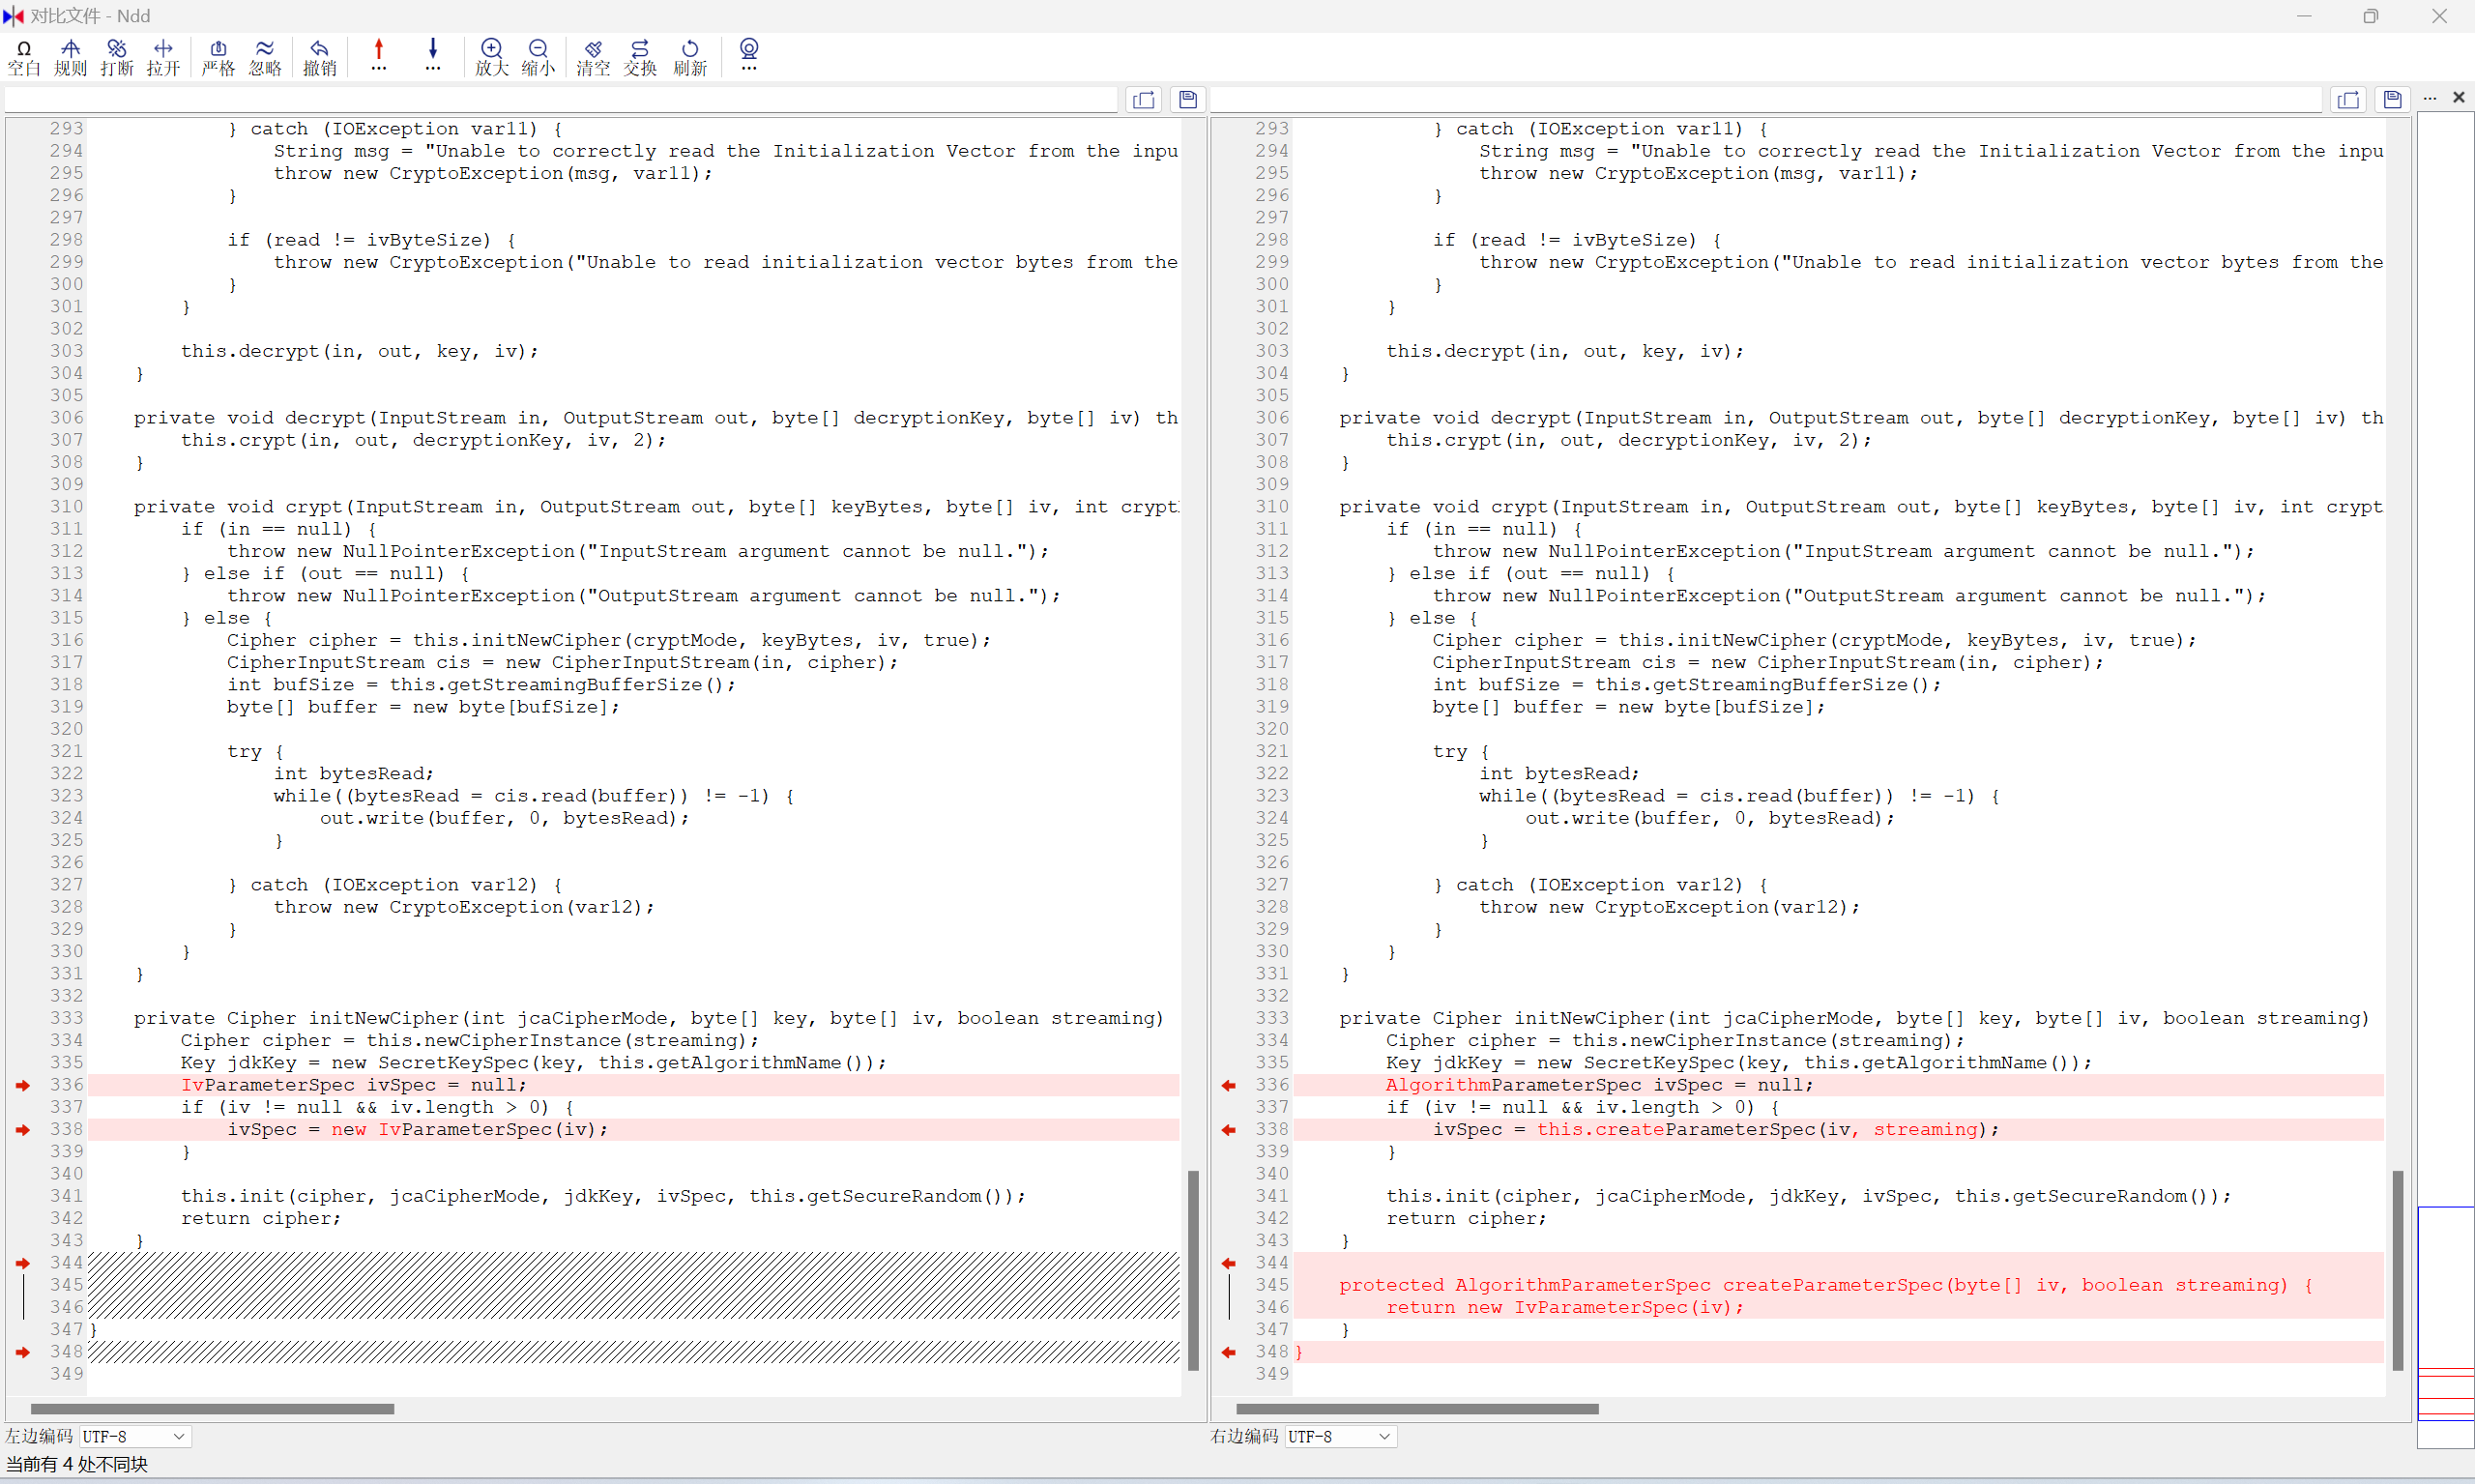 对比文件 - Ndd
空白 规则 打断 拉开 严格 忽略 撤销 ... ... 放大 缩小 清空 交换 刷新 ...
...
293 } catch (IOException var11) {
294 String msg = "Unable to correctly read the Initialization Vector from the inpu
295 throw new CryptoException(msg, var11);
296 }
297
298 if (read != ivByteSize) {
299 throw new CryptoException("Unable to read initialization vector bytes from the
300 }
301 }
302
303 this.decrypt(in, out, key, iv);
304 }
305
306 private void decrypt(InputStream in, OutputStream out, byte[] decryptionKey, byte[] iv) th
307 this.crypt(in, out, decryptionKey, iv, 2);
308 }
309
310 private void crypt(InputStream in, OutputStream out, byte[] keyBytes, byte[] iv, int crypt
311 if (in == null) {
312 throw new NullPointerException("InputStream argument cannot be null.");
313 } else if (out == null) {
314 throw new NullPointerException("OutputStream argument cannot be null.");
315 } else {
316 Cipher cipher = this.initNewCipher(cryptMode, keyBytes, iv, true);
317 CipherInputStream cis = new CipherInputStream(in, cipher);
318 int bufSize = this.getStreamingBufferSize();
319 byte[] buffer = new byte[bufSize];
320
321 try {
322 int bytesRead;
323 while((bytesRead = cis.read(buffer)) != -1) {
324 out.write(buffer, 0, bytesRead);
325 }
326
327 } catch (IOException var12) {
328 throw new CryptoException(var12);
329 }
330 }
331 }
332
333 private Cipher initNewCipher(int jcaCipherMode, byte[] key, byte[] iv, boolean streaming)
334 Cipher cipher = this.newCipherInstance(streaming);
335 Key jdkKey = new SecretKeySpec(key, this.getAlgorithmName());
336 IvParameterSpec ivSpec = null;
337 if (iv != null && iv.length > 0) {
338 ivSpec = new IvParameterSpec(iv);
339 }
340
341 this.init(cipher, jcaCipherMode, jdkKey, ivSpec, this.getSecureRandom());
342 return cipher;
343 }
344
345
346
347 }
348
349
293 } catch (IOException var11) {
294 String msg = "Unable to correctly read the Initialization Vector from the inpu
295 throw new CryptoException(msg, var11);
296 }
297
298 if (read != ivByteSize) {
299 throw new CryptoException("Unable to read initialization vector bytes from the
300 }
301 }
302
303 this.decrypt(in, out, key, iv);
304 }
305
306 private void decrypt(InputStream in, OutputStream out, byte[] decryptionKey, byte[] iv) th
307 this.crypt(in, out, decryptionKey, iv, 2);
308 }
309
310 private void crypt(InputStream in, OutputStream out, byte[] keyBytes, byte[] iv, int crypt
311 if (in == null) {
312 throw new NullPointerException("InputStream argument cannot be null.");
313 } else if (out == null) {
314 throw new NullPointerException("OutputStream argument cannot be null.");
315 } else {
316 Cipher cipher = this.initNewCipher(cryptMode, keyBytes, iv, true);
317 CipherInputStream cis = new CipherInputStream(in, cipher);
318 int bufSize = this.getStreamingBufferSize();
319 byte[] buffer = new byte[bufSize];
320
321 try {
322 int bytesRead;
323 while((bytesRead = cis.read(buffer)) != -1) {
324 out.write(buffer, 0, bytesRead);
325 }
326
327 } catch (IOException var12) {
328 throw new CryptoException(var12);
329 }
330 }
331 }
332
333 private Cipher initNewCipher(int jcaCipherMode, byte[] key, byte[] iv, boolean streaming)
334 Cipher cipher = this.newCipherInstance(streaming);
335 Key jdkKey = new SecretKeySpec(key, this.getAlgorithmName());
336 AlgorithmParameterSpec ivSpec = null;
337 if (iv != null && iv.length > 0) {
338 ivSpec = this.createParameterSpec(iv, streaming);
339 }
340
341 this.init(cipher, jcaCipherMode, jdkKey, ivSpec, this.getSecureRandom());
342 return cipher;
343 }
344
345 protected AlgorithmParameterSpec createParameterSpec(byte[] iv, boolean streaming) {
346 return new IvParameterSpec(iv);
347 }
348 }
349
左边编码 UTF-8
右边编码 UTF-8
当前有 4 处不同块